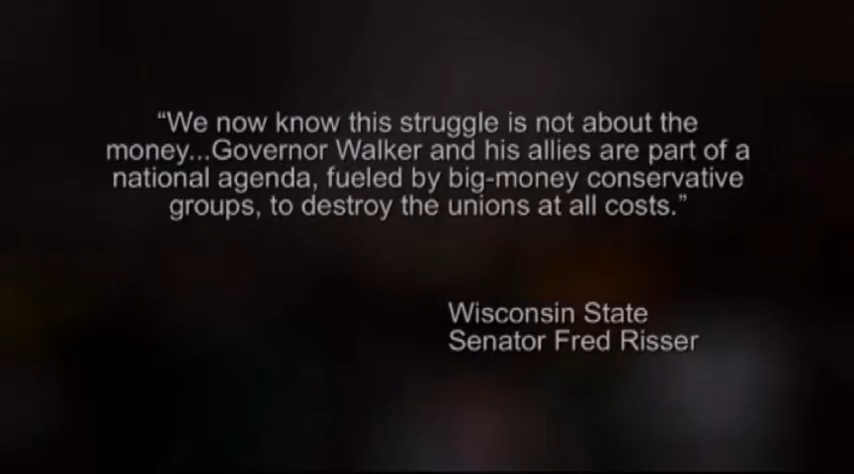 “We now know this struggle is not about the
money...Governor Walker and his allies are part of a
national agenda, fueled by big-money conservative
groups, to destroy the unions at all costs.”
Wisconsin State
Senator Fred Risser